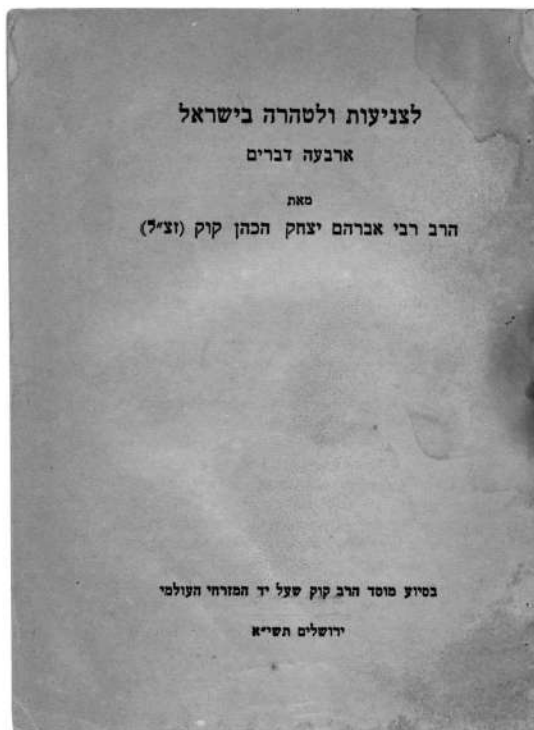 לצניעות ולטהרה בישראל
ארבעה דברים
מאת
הרב רבי אברהם יצחק הכהן קוק (זצ״ל)
בסיוע מוסד הרב קוק שעל יד המזרחי העולמי
ירושלים תשי״א